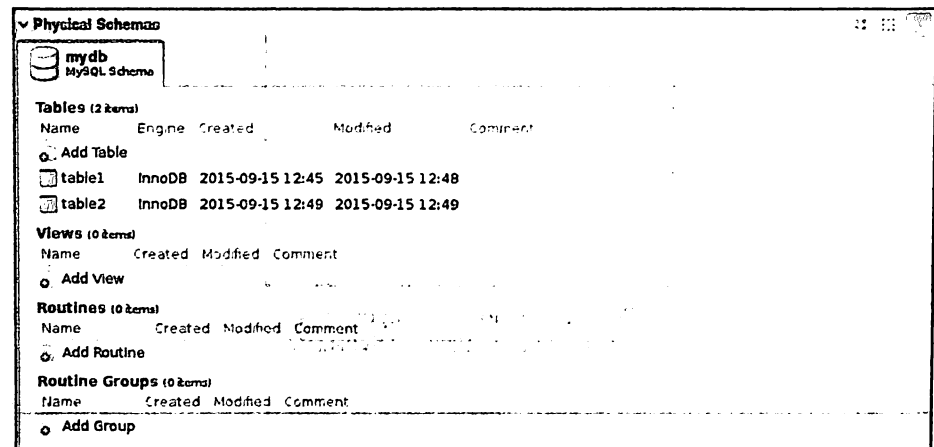 Physical Schemas
mydb
MySQL Schema
Tables (2 items)
Name Engine Created Modified Comment
Add Table
table1 InnoDB 2015-09-15 12:45 2015-09-15 12:48
table2 InnoDB 2015-09-15 12:49 2015-09-15 12:49
Views (0 items)
Name Created Modified Comment
Add View
Routines (0 items)
Name Created Modified Comment
Add Routine
Routine Groups (0 items)
Name Created Modified Comment
Add Group